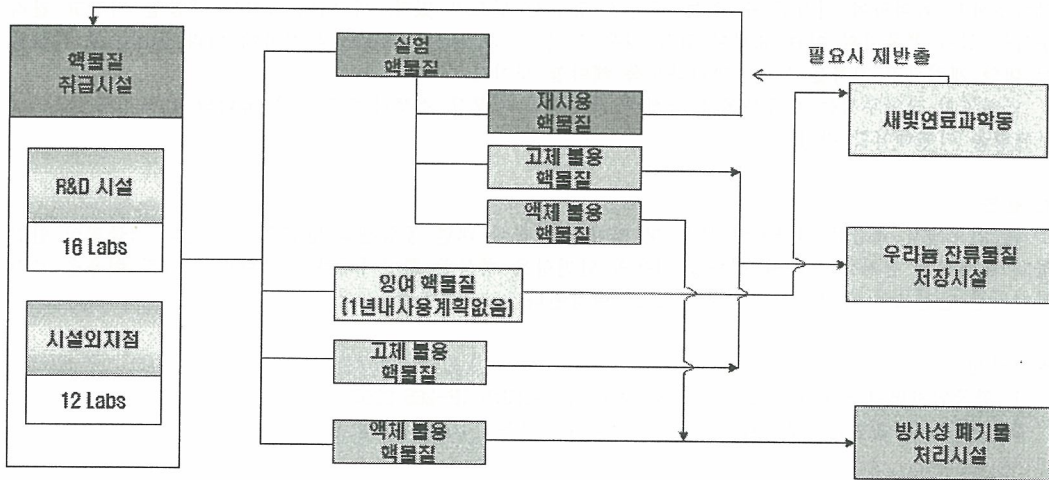 핵물질
취급시설
R&D 시설
16 Labs
시설외지점
12 Labs
실험
핵물질
재사용
핵물질
고체 불용
핵물질
액체 불용
핵물질
잉여 핵물질
(1년내사용계획없음)
고체 불용
핵물질
액체 불용
핵물질
필요시 재반출
새빛연료과학동
우라늄 잔류물질
저장시설
방사성 폐기물
처리시설